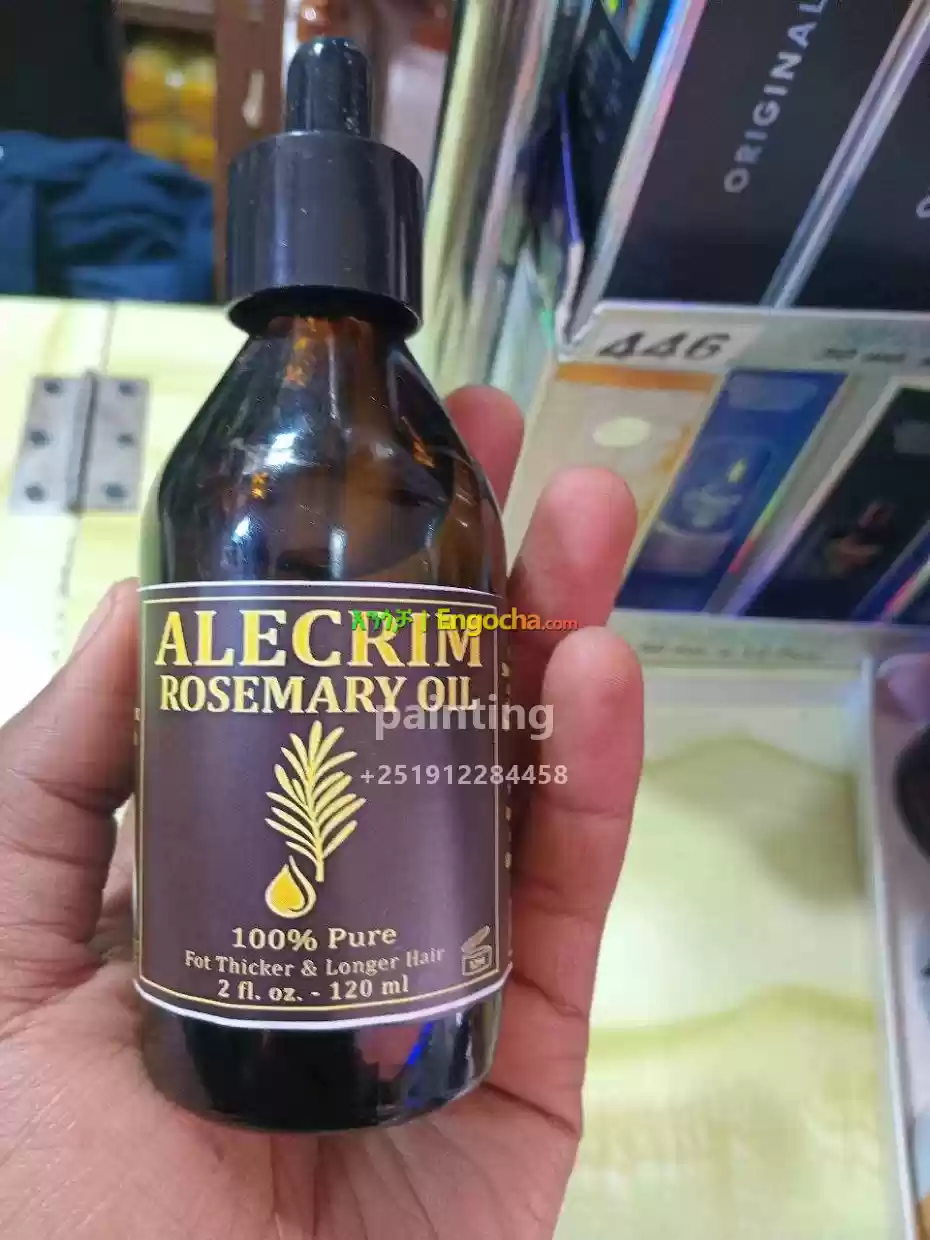 ORIGINAL
446
ALECRIM
እንጎቻ | Engocha.com
ROSEMARY OIL
painting
+251912284458
100% Pure
Fot Thicker & Longer Hair
2 fl. oz. - 120 ml